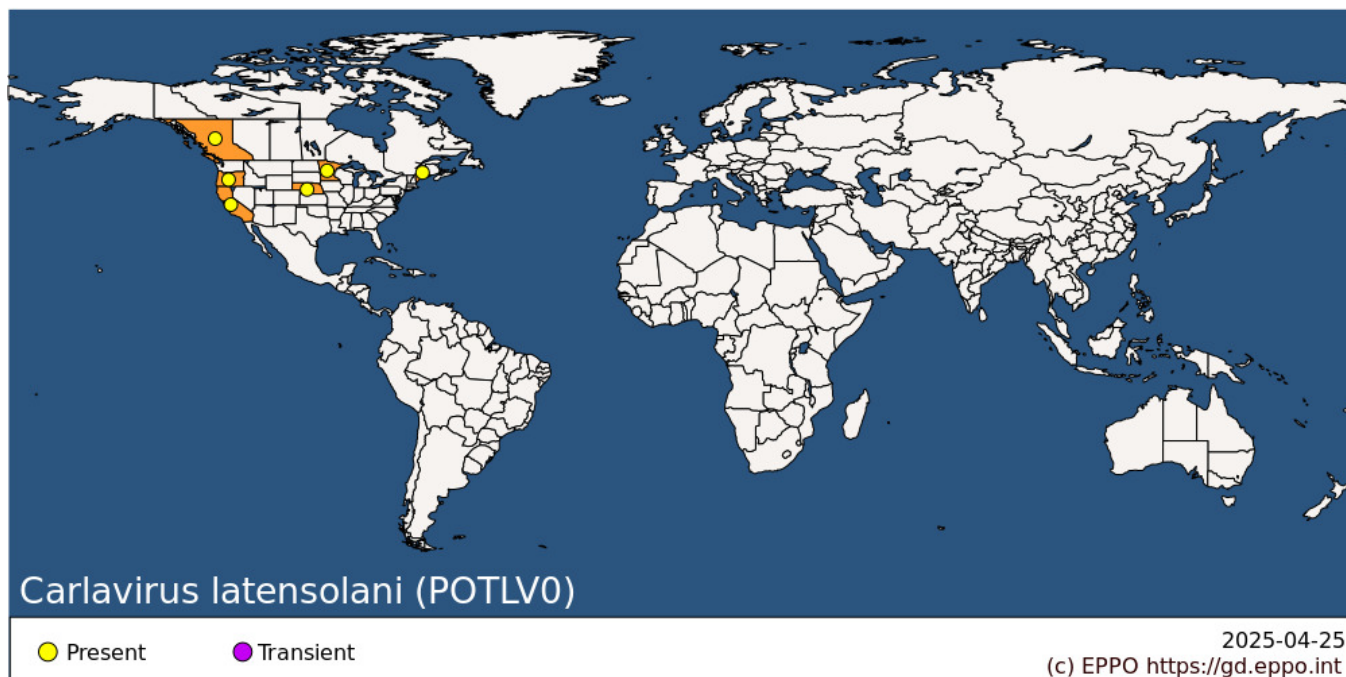 Carlavirus latensolani (POTLV0)
Present
Transient
2025-04-25
(c) EPPO https://gd.eppo.int